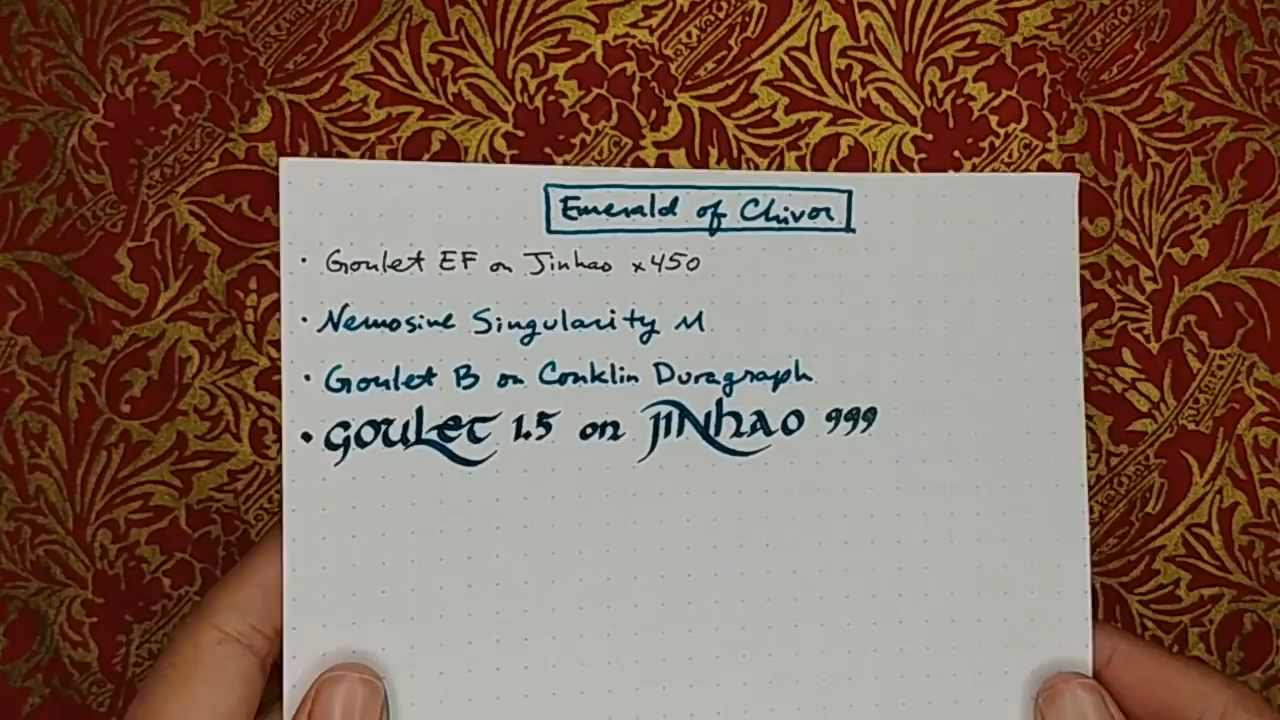 Emerald of Chivor
• Goulet EF on Jinhao x450
• Nemosine Singularity M
• Goulet B on Conklin Duragraph
• GOULET 1.5 on JINHAO 999